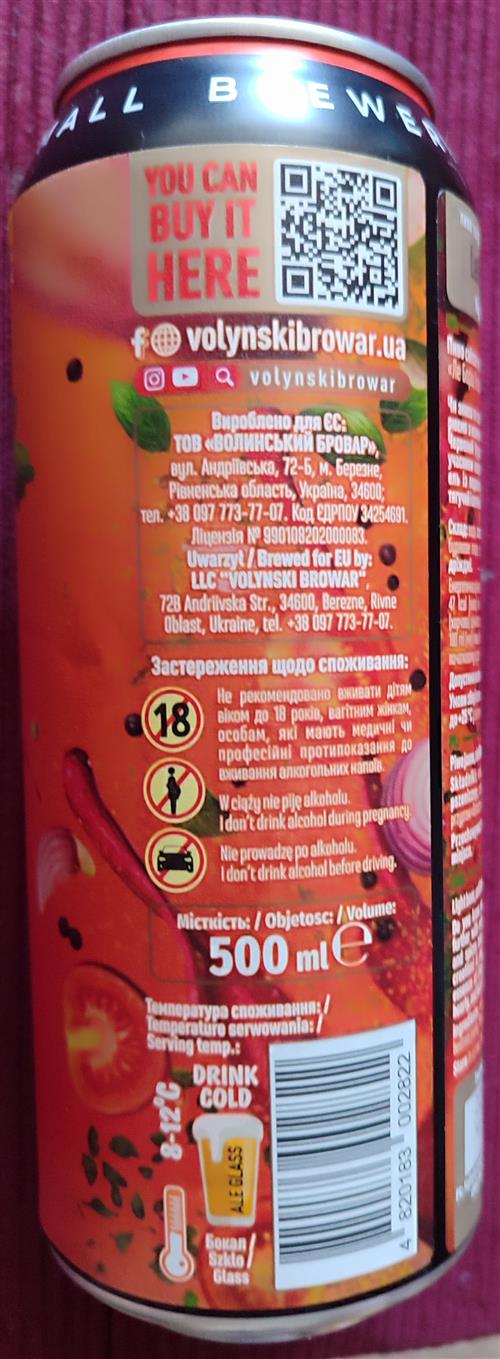 ALL BREWER
YOU CAN
BUY IT
HERE
volynskibrowar.ua
volynskibrowar
Вироблено для ЄС:
ТОВ «ВОЛИНСЬКИЙ БРОВАР»,
вул. Андріївська, 72-Б, м. Березне,
Рівненська область, Україна, 34600;
тел. +38 097 773-77-07. Код ЄДРПОУ 34254691.
Ліцензія № 990108202000083.
Uwarzył / Brewed for EU by:
LLC "VOLYNSKI BROWAR",
72B Andriivska Str., 34600, Berezne, Rivne
Oblast, Ukraine, tel. +38 097 773-77-07.
Застереження щодо споживання:
18
Не рекомендовано вживати дітям
віком до 18 років, вагітним жінкам,
особам, які мають медичні чи
професійні протипоказання до
вживання алкогольних напоїв.
W ciąży nie piję alkoholu.
I don't drink alcohol during pregnancy.
Nie prowadzę po alkoholu.
I don't drink alcohol before driving.
Місткість: / Objetosc: / Volume:
500 ml e
Температура споживання: /
Temperatura serwowania: /
Serving temp.:
8-12°C
DRINK
COLD
ALE GLASS
Бокал /
Szkło /
Glass
4 820183 002822